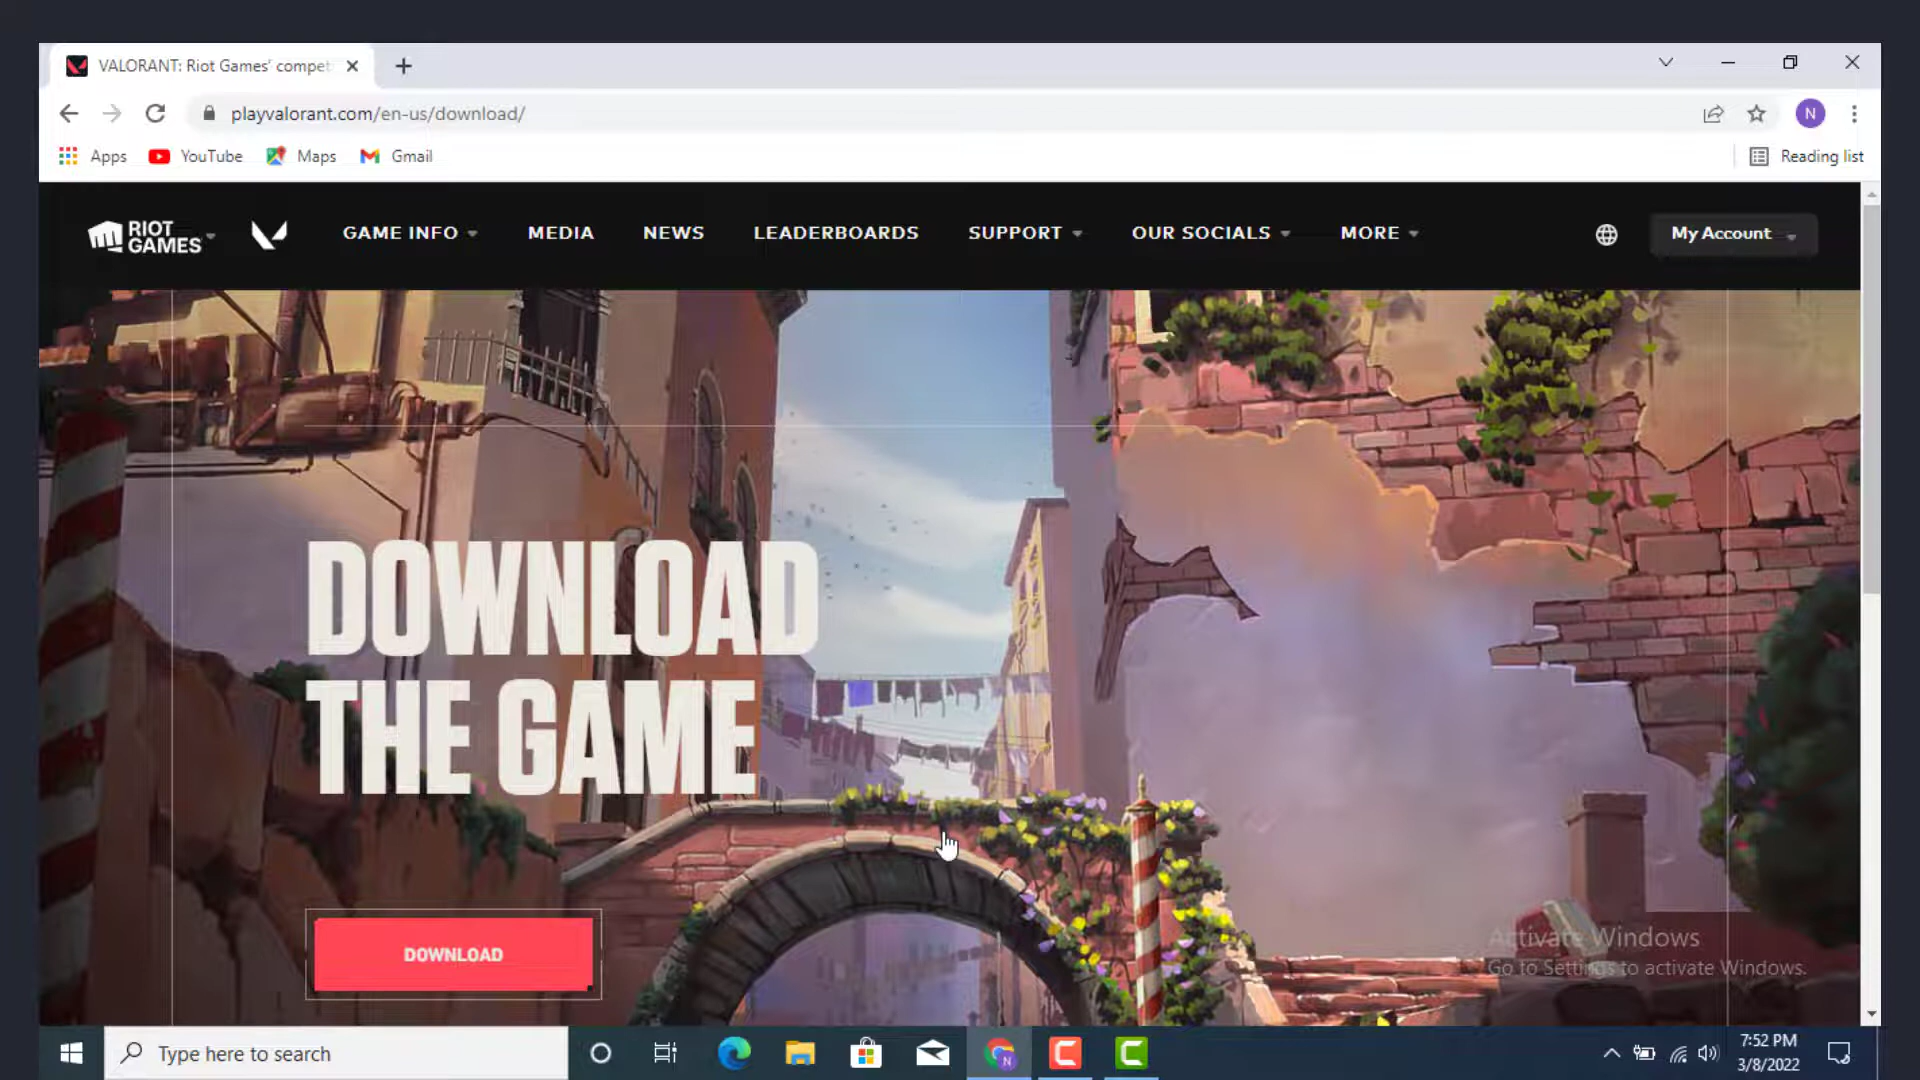 VALORANT: Riot Games' compet
playvalorant.com/en-us/download/
N
Apps
YouTube
Maps
Gmail
Reading list
RIOT
GAMES
GAME INFO
MEDIA
NEWS
LEADERBOARDS
SUPPORT
OUR SOCIALS
MORE
My Account
DOWNLOAD
THE GAME
DOWNLOAD
Activate Windows
Go to Settings to activate Windows.
Type here to search
N
7:52 PM
3/8/2022